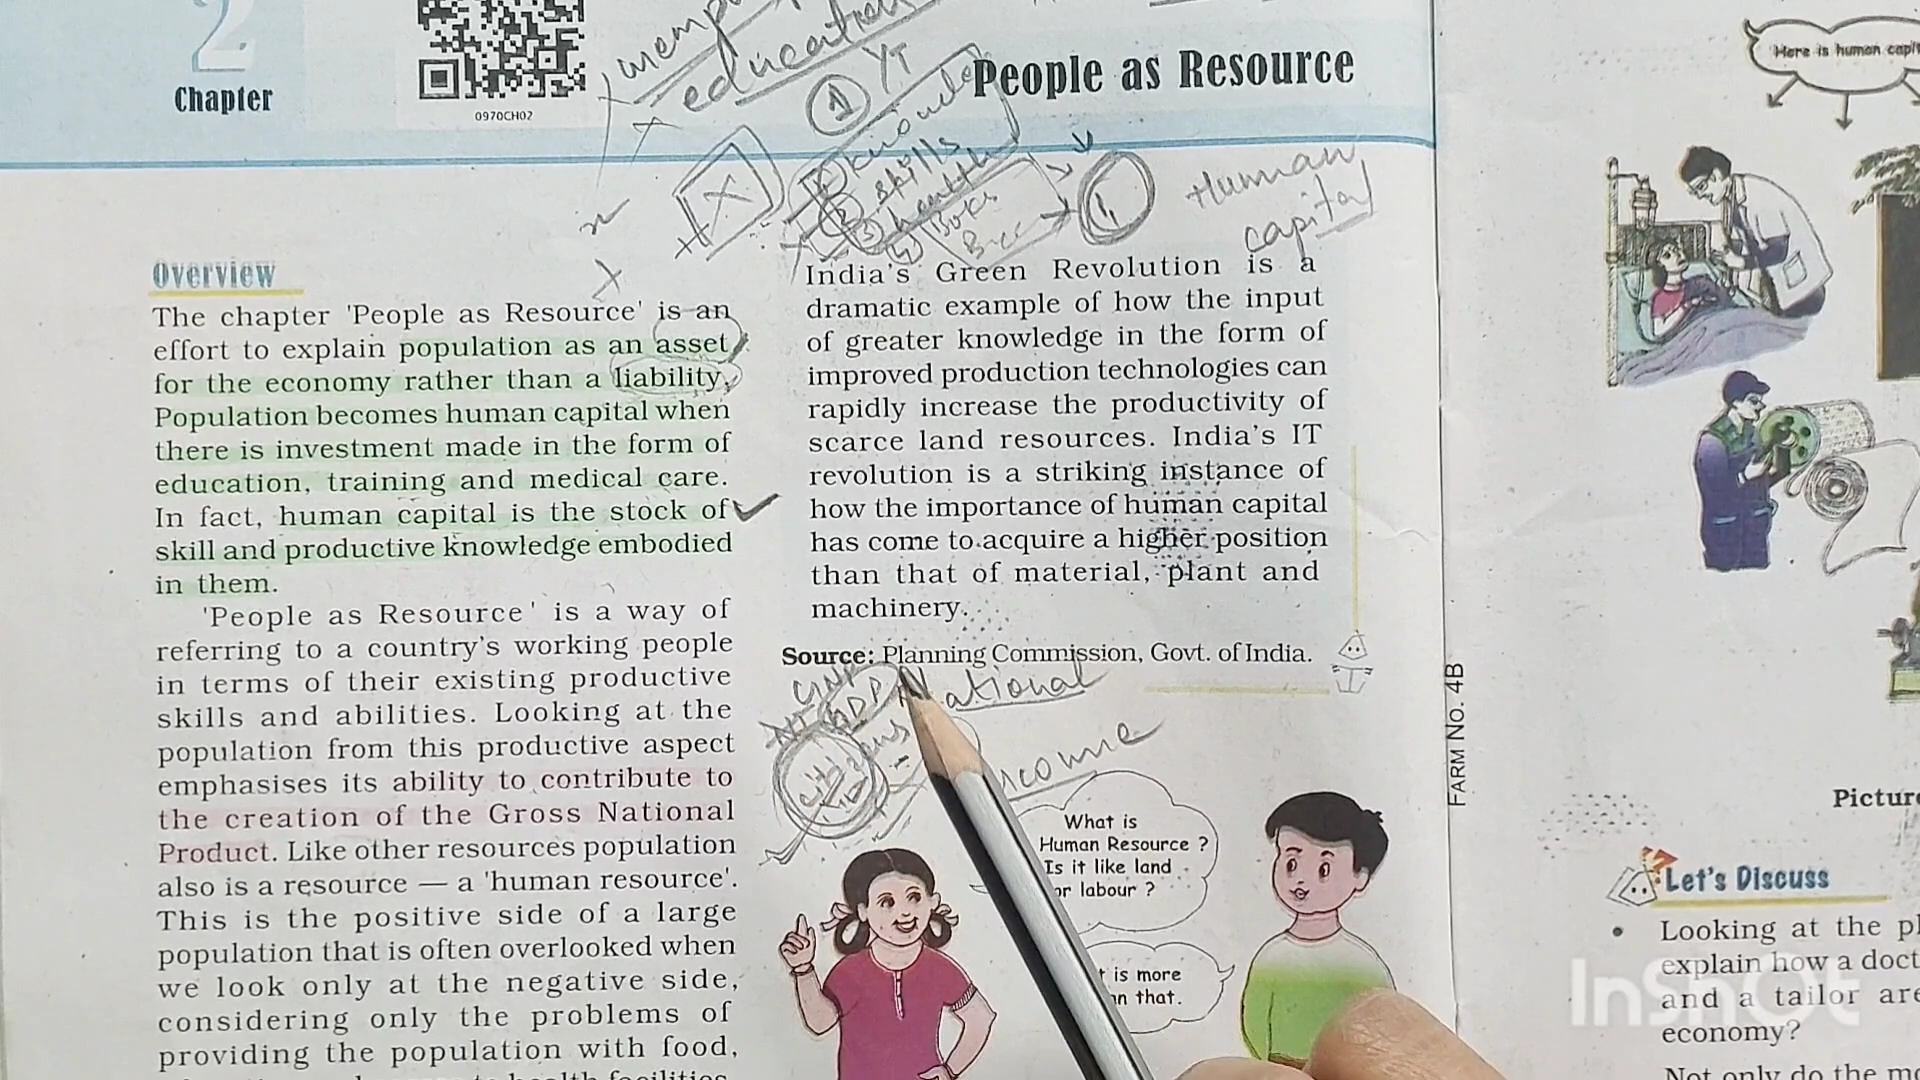 2
Chapter
0970CH02
education
1 YT
People as Resource
skills
Human
capital
Overview
The chapter 'People as Resource' is an
effort to explain population as an asset
for the economy rather than a liability.
Population becomes human capital when
there is investment made in the form of
education, training and medical care.
In fact, human capital is the stock of
skill and productive knowledge embodied
in them.
'People as Resource' is a way of
referring to a country's working people
in terms of their existing productive
skills and abilities. Looking at the
population from this productive aspect
emphasises its ability to contribute to
the creation of the Gross National
Product. Like other resources population
also is a resource — a 'human resource'.
This is the positive side of a large
population that is often overlooked when
we look only at the negative side,
considering only the problems of
providing the population with food,
India's Green Revolution is a
dramatic example of how the input
of greater knowledge in the form of
improved production technologies can
rapidly increase the productivity of
scarce land resources. India's IT
revolution is a striking instance of
how the importance of human capital
has come to acquire a higher position
than that of material, plant and
machinery.
Source: Planning Commission, Govt. of India.
GNP
GDP National
What is
Human Resource ?
Is it like land
or labour ?
is more
that.
FARM NO. 4B
Here is human
Picture
Let's Discuss
• Looking at the
explain how a
and a tailor are
economy?
Not only do the
InShOt